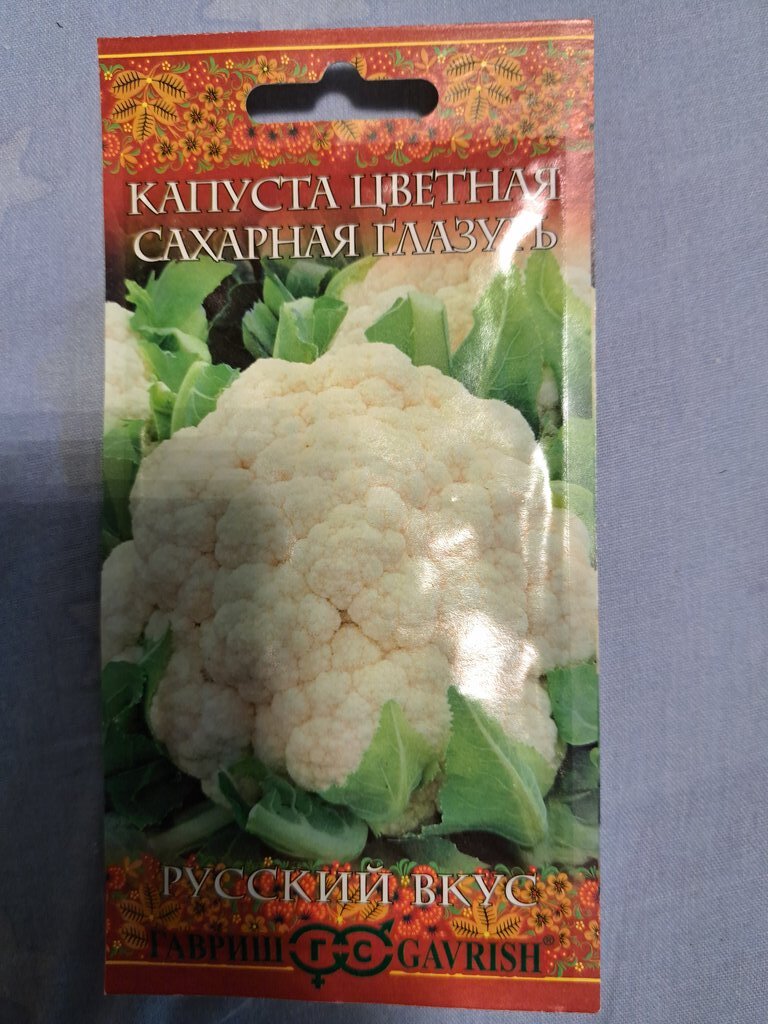 КАПУСТА ЦВЕТНАЯ
САХАРНАЯ ГЛАЗУРЬ
РУССКИЙ ВКУС
ГАВРИШ Г С GAVRISH®